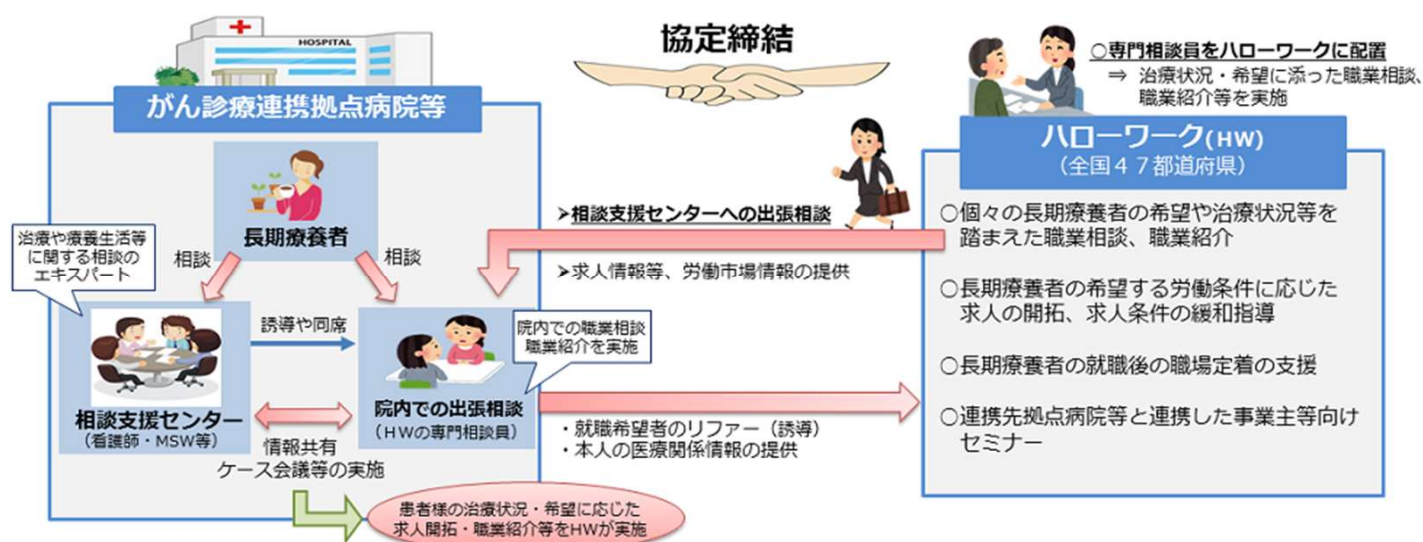 HOSPITAL
協定締結
○専門相談員をハローワークに配置
⇒ 治療状況・希望に添った職業相談、
職業紹介等を実施
がん診療連携拠点病院等
長期療養者
治療や療養生活等
に関する相談の
エキスパート
相談
相談
誘導や同席
院内での職業相談
職業紹介を実施
相談支援センター
(看護師・MSW等)
院内での出張相談
(HWの専門相談員)
情報共有
ケース会議等の実施
患者様の治療状況・希望に応じた
求人開拓・職業紹介等をHWが実施
➢相談支援センターへの出張相談
➢求人情報等、労働市場情報の提供
・就職希望者のリファー（誘導）
・本人の医療関係情報の提供
ハローワーク(HW)
（全国４７都道府県）
○個々の長期療養者の希望や治療状況等を
踏まえた職業相談、職業紹介
○長期療養者の希望する労働条件に応じた
求人の開拓、求人条件の緩和指導
○長期療養者の就職後の職場定着の支援
○連携先拠点病院等と連携した事業主等向け
セミナー